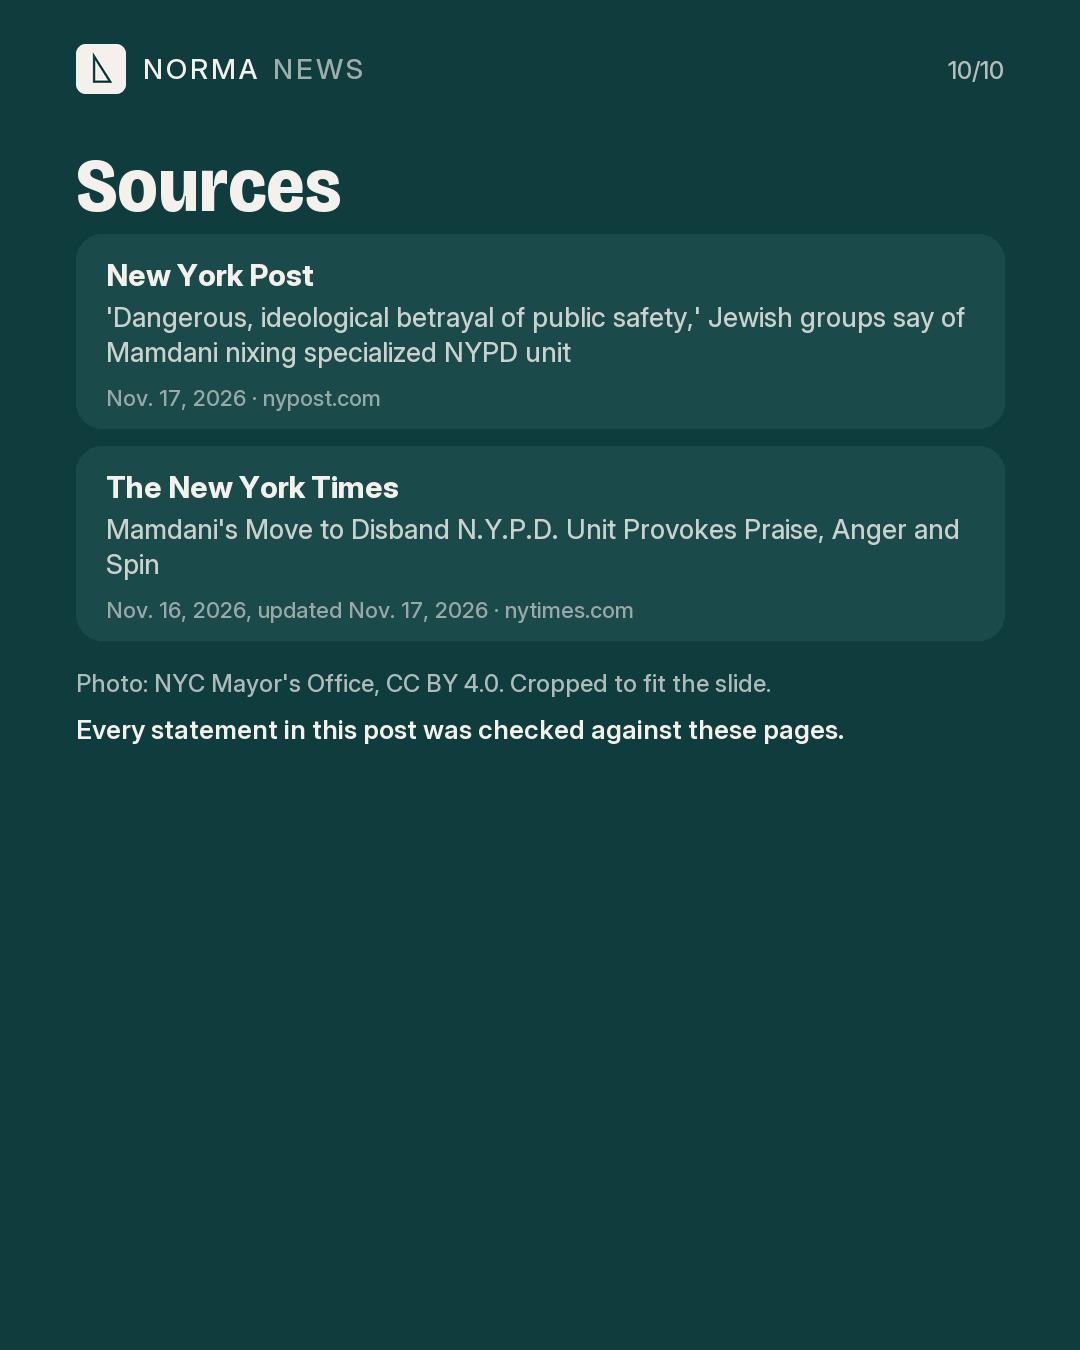 NORMA NEWS
10/10
Sources
New York Post
'Dangerous, ideological betrayal of public safety,' Jewish groups say of
Mamdani nixing specialized NYPD unit
Nov. 17, 2026 · nypost.com
The New York Times
Mamdani's Move to Disband N.Y.P.D. Unit Provokes Praise, Anger and
Spin
Nov. 16, 2026, updated Nov. 17, 2026 · nytimes.com
Photo: NYC Mayor's Office, CC BY 4.0. Cropped to fit the slide.
Every statement in this post was checked against these pages.